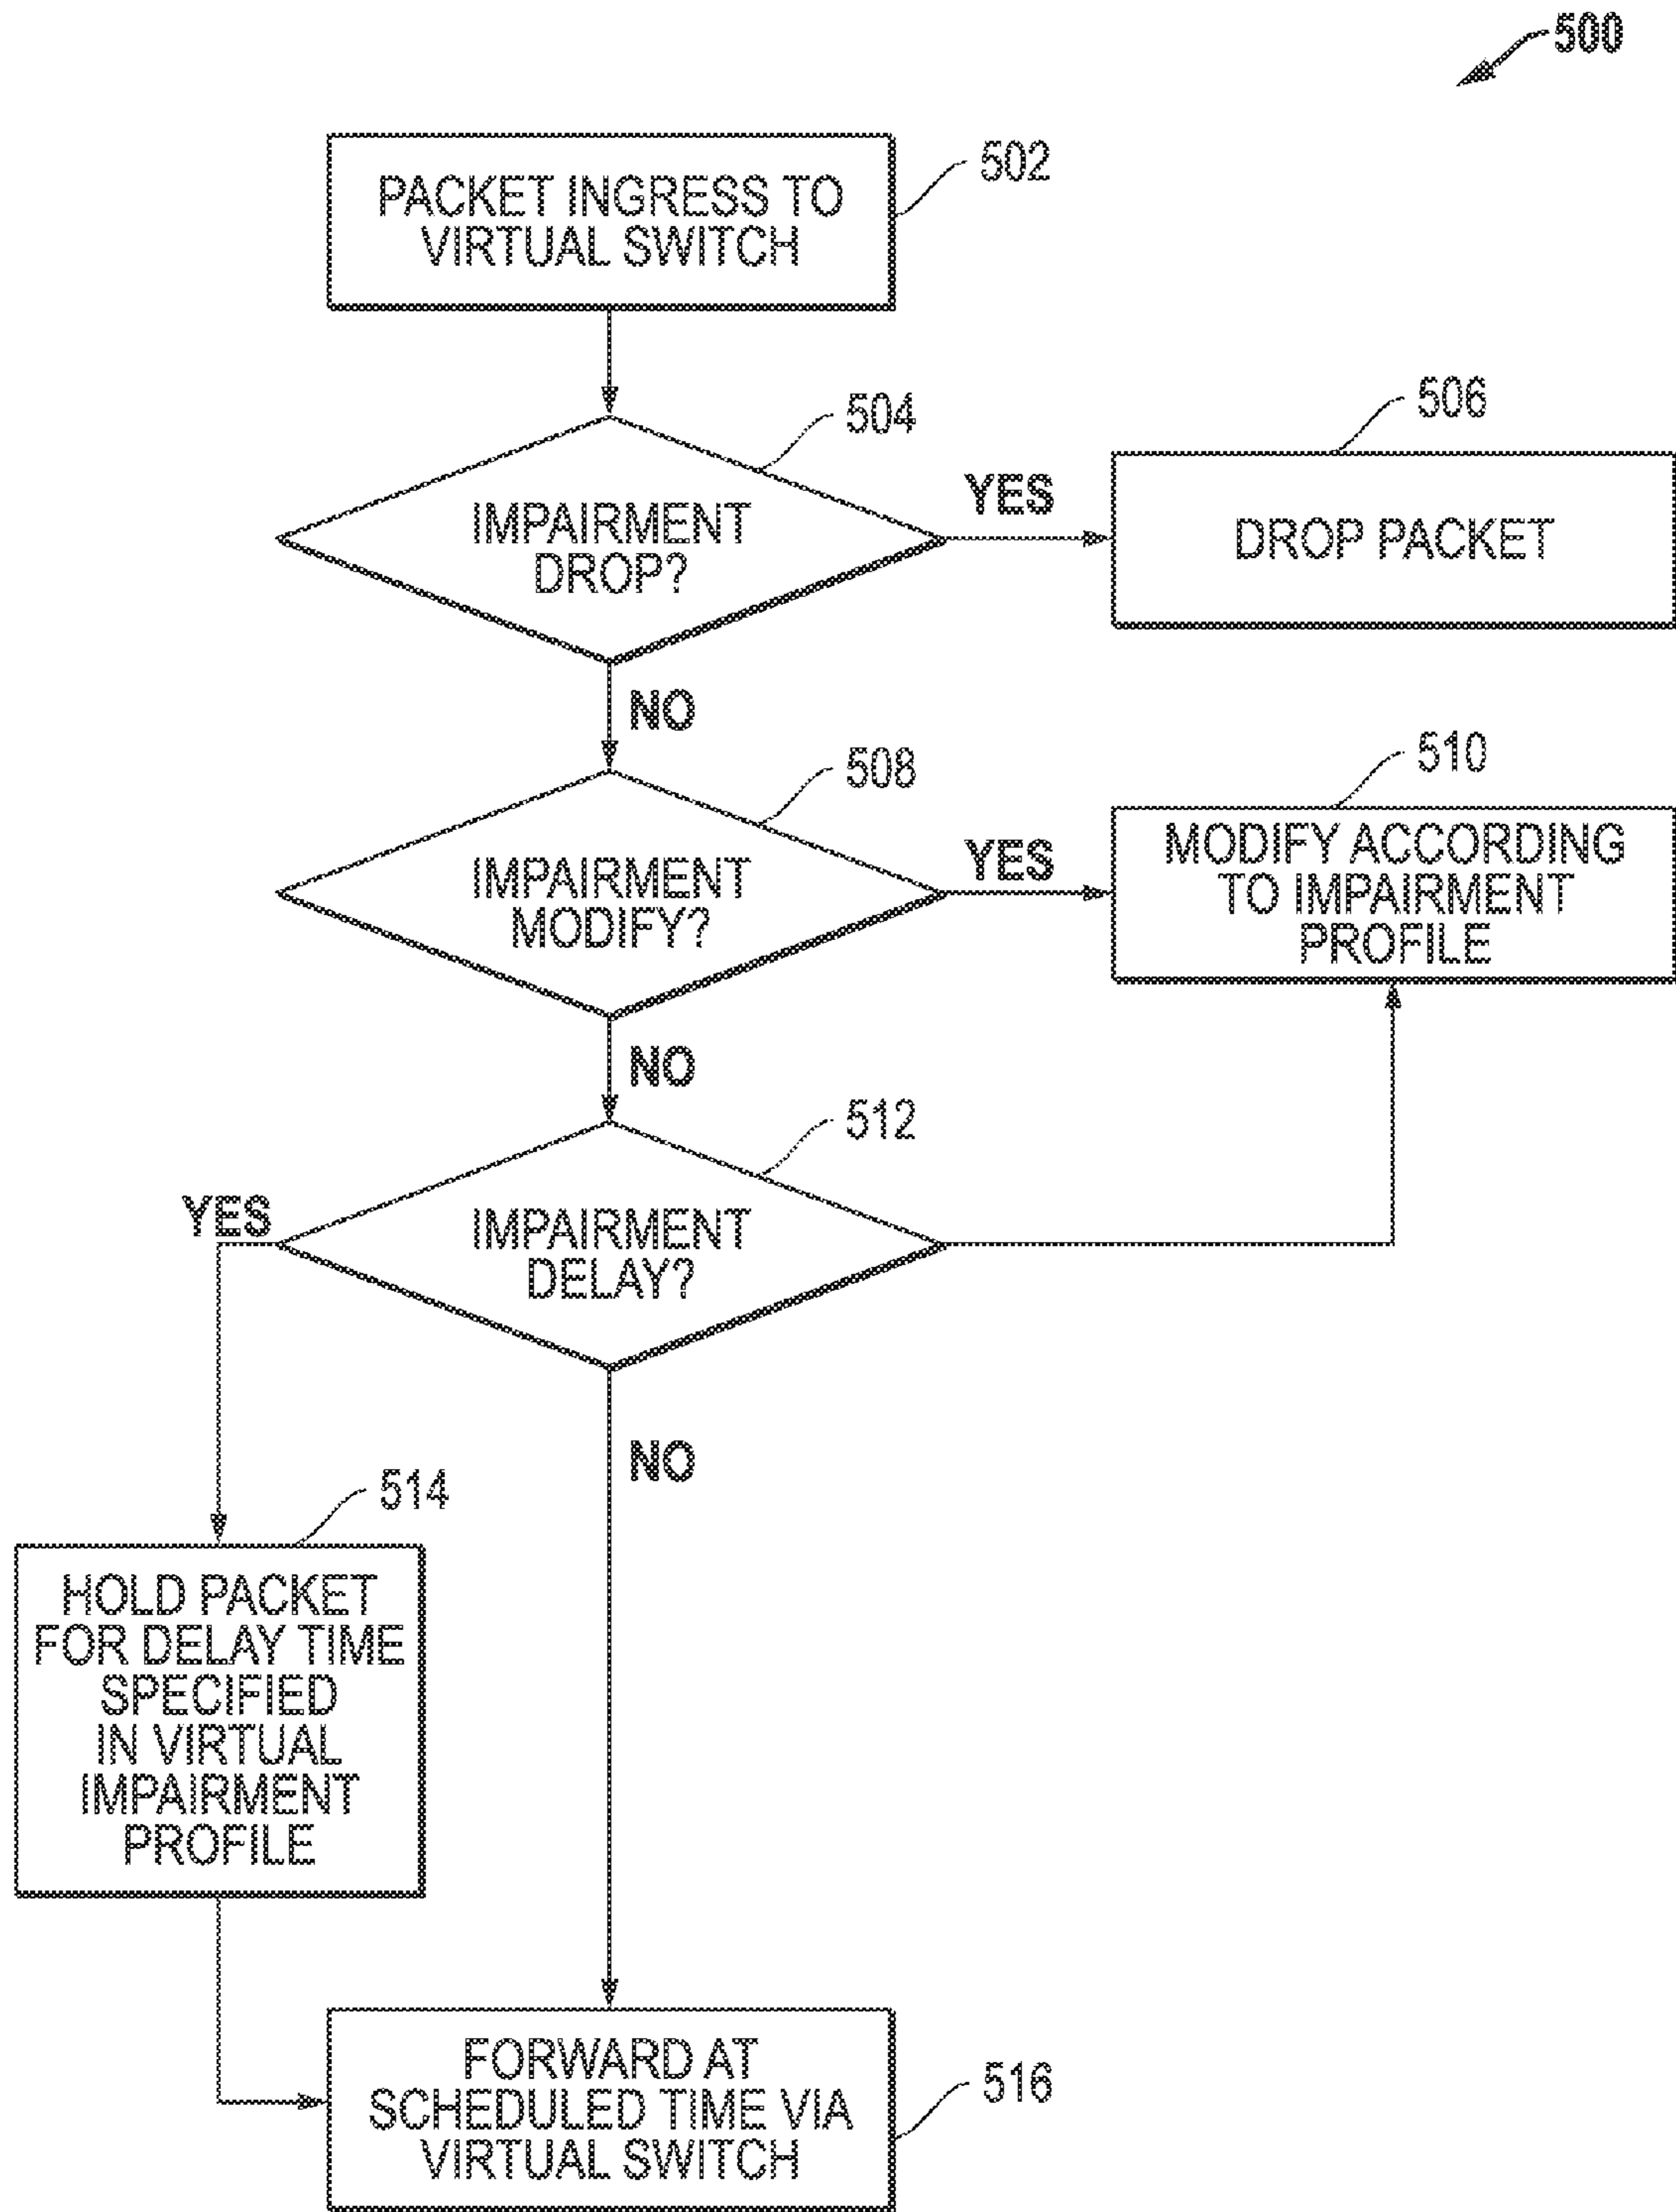 500
502
PACKET INGRESS TO
VIRTUAL SWITCH
504
IMPAIRMENT
DROP?
YES
506
DROP PACKET
NO
508
IMPAIRMENT
MODIFY?
YES
510
MODIFY ACCORDING
TO IMPAIRMENT
PROFILE
NO
512
IMPAIRMENT
DELAY?
YES
NO
514
HOLD PACKET
FOR DELAY TIME
SPECIFIED
IN VIRTUAL
IMPAIRMENT
PROFILE
516
FORWARD AT
SCHEDULED TIME VIA
VIRTUAL SWITCH